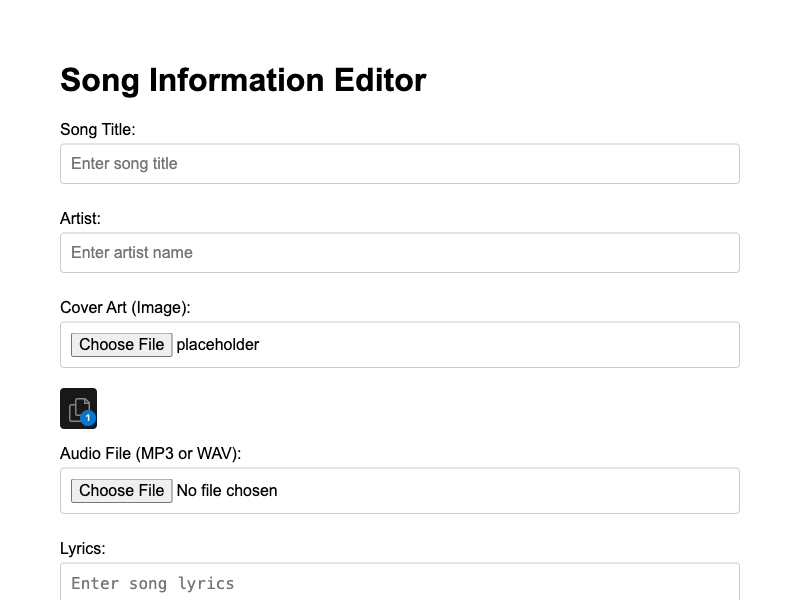 Song Information Editor
Song Title:
Enter song title
Artist:
Enter artist name
Cover Art (Image):
Choose File placeholder
1
Audio File (MP3 or WAV):
Choose File No file chosen
Lyrics:
Enter song lyrics